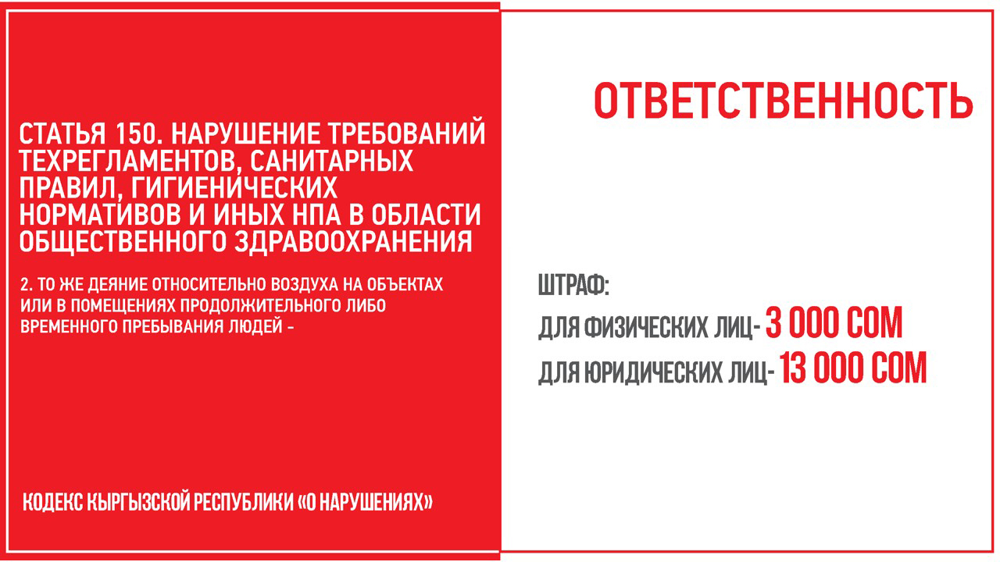 СТАТЬЯ 150. НАРУШЕНИЕ ТРЕБОВАНИЙ
ТЕХРЕГЛАМЕНТОВ, САНИТАРНЫХ
ПРАВИЛ, ГИГИЕНИЧЕСКИХ
НОРМАТИВОВ И ИНЫХ НПА В ОБЛАСТИ
ОБЩЕСТВЕННОГО ЗДРАВООХРАНЕНИЯ
2. ТО ЖЕ ДЕЯНИЕ ОТНОСИТЕЛЬНО ВОЗДУХА НА ОБЪЕКТАХ
ИЛИ В ПОМЕЩЕНИЯХ ПРОДОЛЖИТЕЛЬНОГО ЛИБО
ВРЕМЕННОГО ПРЕБЫВАНИЯ ЛЮДЕЙ -
КОДЕКС КЫРГЫЗСКОЙ РЕСПУБЛИКИ «О НАРУШЕНИЯХ»
ОТВЕТСТВЕННОСТЬ
ШТРАФ:
ДЛЯ ФИЗИЧЕСКИХ ЛИЦ- 3 000 СОМ
ДЛЯ ЮРИДИЧЕСКИХ ЛИЦ- 13 000 СОМ